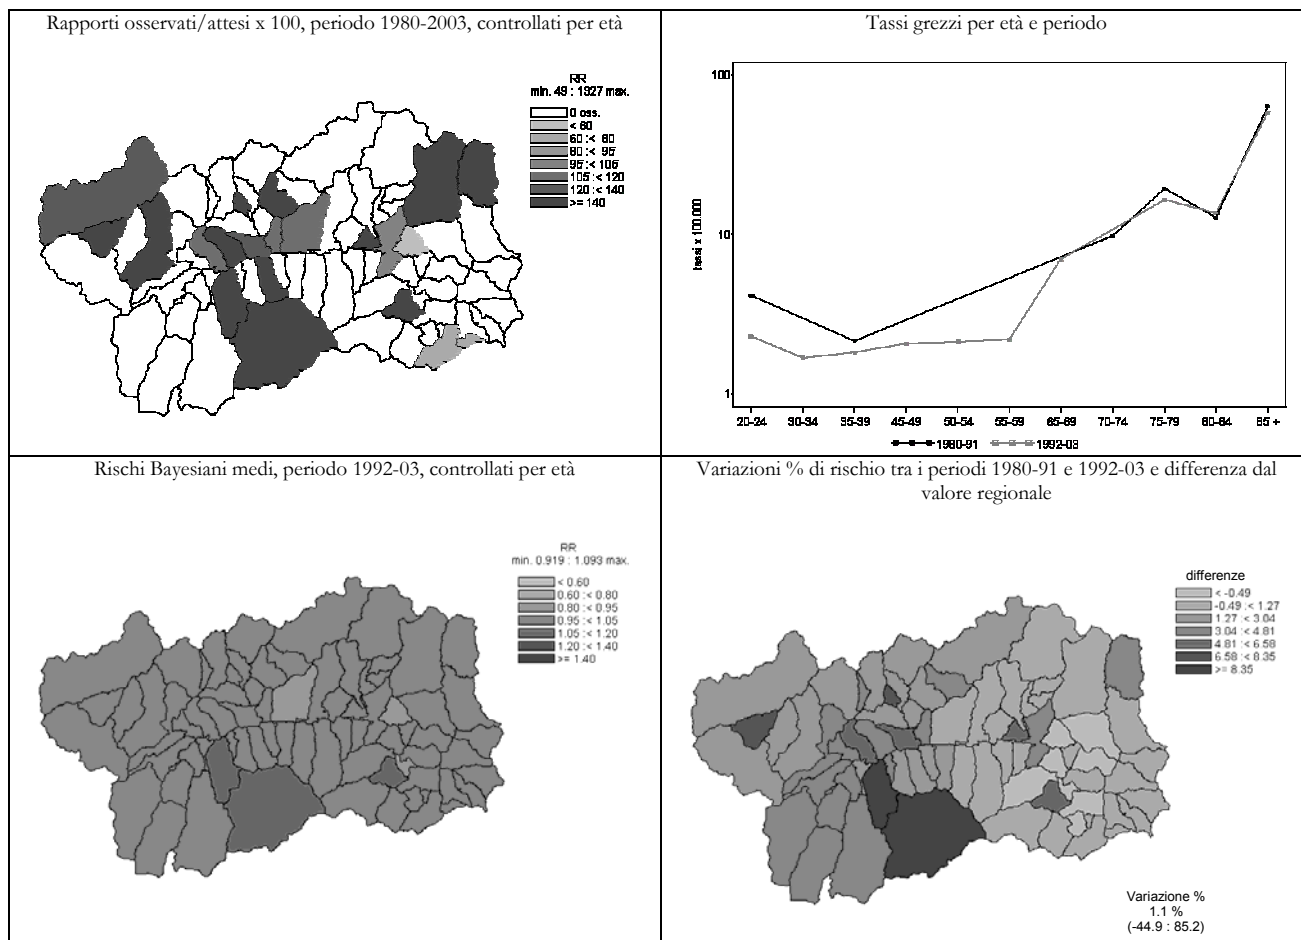 Rapporti osservati/attesi x 100, periodo 1980-2003, controllati per età
RR
min. 49 : 1927 max.
0 oss.
< 60
60 :< 80
80 :< 95
95 :< 105
105 :< 120
120 :< 140
>= 140
Tassi grezzi per età e periodo
100
10
1
tassi x 100.000
20-24 30-34 35-39 45-49 50-54 55-59 65-69 70-74 75-79 80-84 85 +
1980-91 1992-03
Rischi Bayesiani medi, periodo 1992-03, controllati per età
RR
min. 0.919 : 1.093 max.
< 0.60
0.60 :< 0.80
0.80 :< 0.95
0.95 :< 1.05
1.05 :< 1.20
1.20 :< 1.40
>= 1.40
Variazioni % di rischio tra i periodi 1980-91 e 1992-03 e differenza dal
valore regionale
differenze
< -0.49
-0.49 :< 1.27
1.27 :< 3.04
3.04 :< 4.81
4.81 :< 6.58
6.58 :< 8.35
>= 8.35
Variazione %
1.1 %
(-44.9 : 85.2)